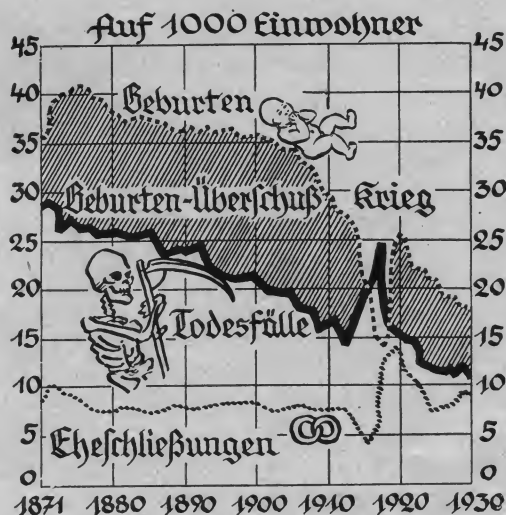 Auf 1000 Einwohner
45 45
40 Geburten 40
35 35
30 Geburten-Überschuß Krieg 30
25 25
20 20
15 Todesfälle 15
10 10
5 Eheschließungen 5
0 0
1871 1880 1890 1900 1910 1920 1930